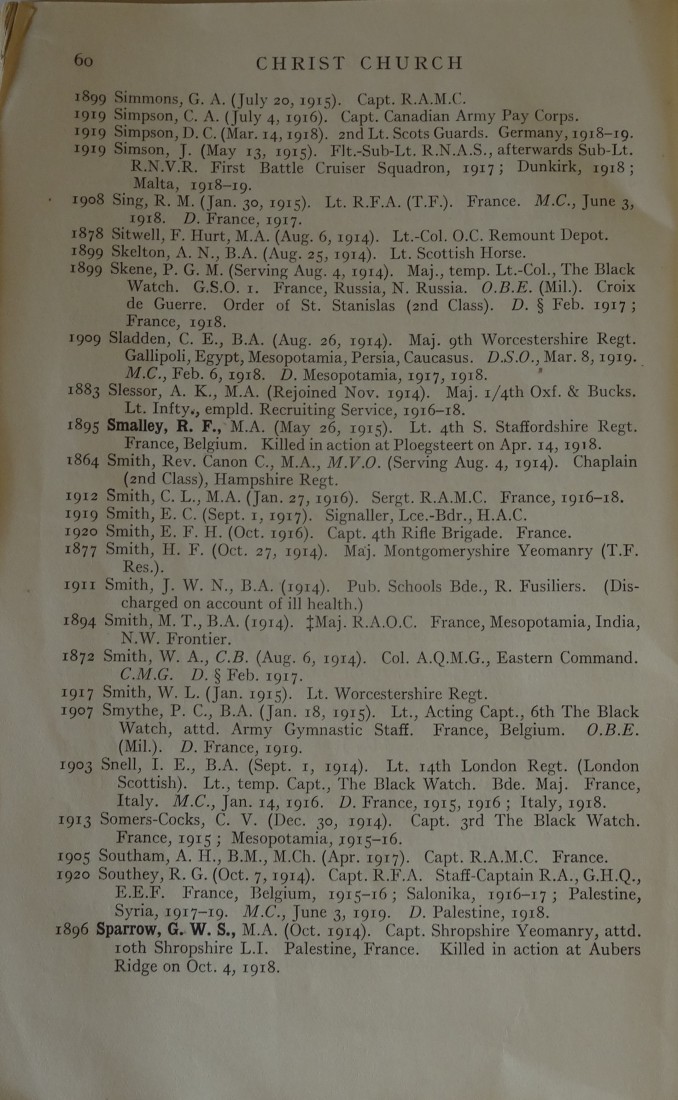 60 CHRIST CHURCH
1899 Simmons, G. A. (July 20, 1915). Capt. R.A.M.C.
1919 Simpson, C. A. (July 4, 1916). Capt. Canadian Army Pay Corps.
1919 Simpson, D. C. (Mar. 14, 1918). 2nd Lt. Scots Guards. Germany, 1918–19.
1919 Simson, J. (May 13, 1915). Flt.-Sub-Lt. R.N.A.S., afterwards Sub-Lt.
R.N.V.R. First Battle Cruiser Squadron, 1917; Dunkirk, 1918;
Malta, 1918–19.
1908 Sing, R. M. (Jan. 30, 1915). Lt. R.F.A. (T.F.). France. M.C., June 3,
1918. D. France, 1917.
1878 Sitwell, F. Hurt, M.A. (Aug. 6, 1914). Lt.-Col. O.C. Remount Depot.
1899 Skelton, A. N., B.A. (Aug. 25, 1914). Lt. Scottish Horse.
1899 Skene, P. G. M. (Serving Aug. 4, 1914). Maj., temp. Lt.-Col., The Black
Watch. G.S.O. 1. France, Russia, N. Russia. O.B.E. (Mil.). Croix
de Guerre. Order of St. Stanislas (2nd Class). D. § Feb. 1917;
France, 1918.
1909 Sladden, C. E., B.A. (Aug. 26, 1914). Maj. 9th Worcestershire Regt.
Gallipoli, Egypt, Mesopotamia, Persia, Caucasus. D.S.O., Mar. 8, 1919.
M.C., Feb. 6, 1918. D. Mesopotamia, 1917, 1918.
1883 Slessor, A. K., M.A. (Rejoined Nov. 1914). Maj. 1/4th Oxf. & Bucks.
Lt. Infty., empld. Recruiting Service, 1916–18.
1895 Smalley, R. F., M.A. (May 26, 1915). Lt. 4th S. Staffordshire Regt.
France, Belgium. Killed in action at Ploegsteert on Apr. 14, 1918.
1864 Smith, Rev. Canon C., M.A., M.V.O. (Serving Aug. 4, 1914). Chaplain
(2nd Class), Hampshire Regt.
1912 Smith, C. L., M.A. (Jan. 27, 1916). Sergt. R.A.M.C. France, 1916–18.
1919 Smith, E. C. (Sept. 1, 1917). Signaller, Lce.-Bdr., H.A.C.
1920 Smith, E. F. H. (Oct. 1916). Capt. 4th Rifle Brigade. France.
1877 Smith, H. F. (Oct. 27, 1914). Maj. Montgomeryshire Yeomanry (T.F.
Res.).
1911 Smith, J. W. N., B.A. (1914). Pub. Schools Bde., R. Fusiliers. (Dis-
charged on account of ill health.)
1894 Smith, M. T., B.A. (1914). ‡Maj. R.A.O.C. France, Mesopotamia, India,
N.W. Frontier.
1872 Smith, W. A., C.B. (Aug. 6, 1914). Col. A.Q.M.G., Eastern Command.
C.M.G. D. § Feb. 1917.
1917 Smith, W. L. (Jan. 1915). Lt. Worcestershire Regt.
1907 Smythe, P. C., B.A. (Jan. 18, 1915). Lt., Acting Capt., 6th The Black
Watch, attd. Army Gymnastic Staff. France, Belgium. O.B.E.
(Mil.). D. France, 1919.
1903 Snell, I. E., B.A. (Sept. 1, 1914). Lt. 14th London Regt. (London
Scottish). Lt., temp. Capt., The Black Watch. Bde. Maj. France,
Italy. M.C., Jan. 14, 1916. D. France, 1915, 1916; Italy, 1918.
1913 Somers-Cocks, C. V. (Dec. 30, 1914). Capt. 3rd The Black Watch.
France, 1915; Mesopotamia, 1915–16.
1905 Southam, A. H., B.M., M.Ch. (Apr. 1917). Capt. R.A.M.C. France.
1920 Southey, R. G. (Oct. 7, 1914). Capt. R.F.A. Staff-Captain R.A., G.H.Q.,
E.E.F. France, Belgium, 1915–16; Salonika, 1916–17; Palestine,
Syria, 1917–19. M.C., June 3, 1919. D. Palestine, 1918.
1896 Sparrow, G. W. S., M.A. (Oct. 1914). Capt. Shropshire Yeomanry, attd.
10th Shropshire L.I. Palestine, France. Killed in action at Aubers
Ridge on Oct. 4, 1918.